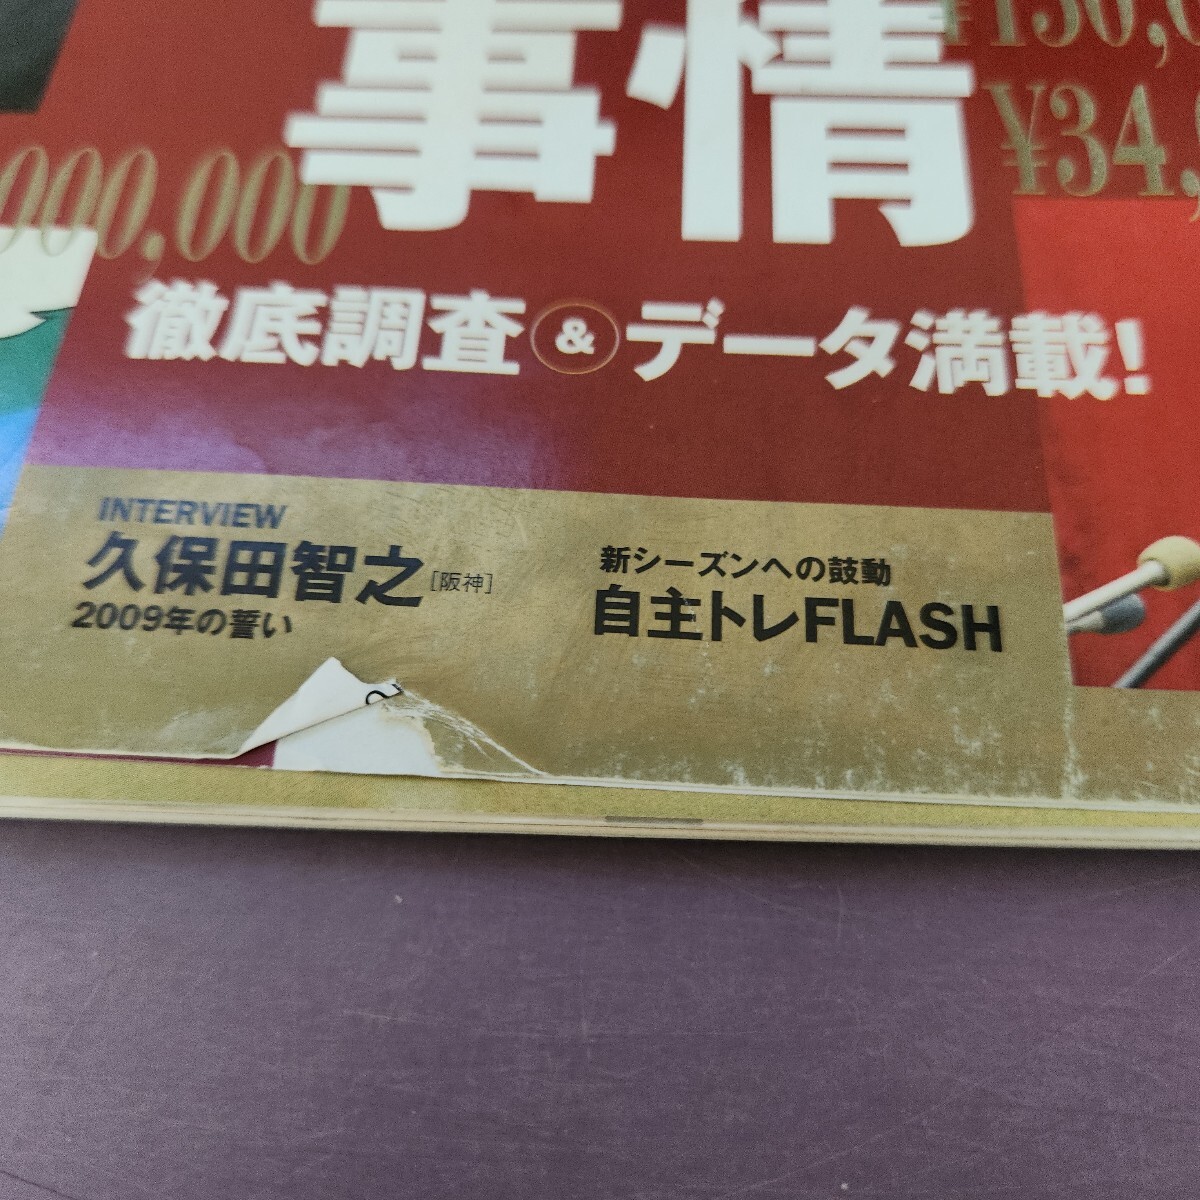 事情
¥34,
000,000
徹底調査&データ満載!
INTERVIEW
久保田智之[阪神]
2009年の誓い
新シーズンへの鼓動
自主トレFLASH